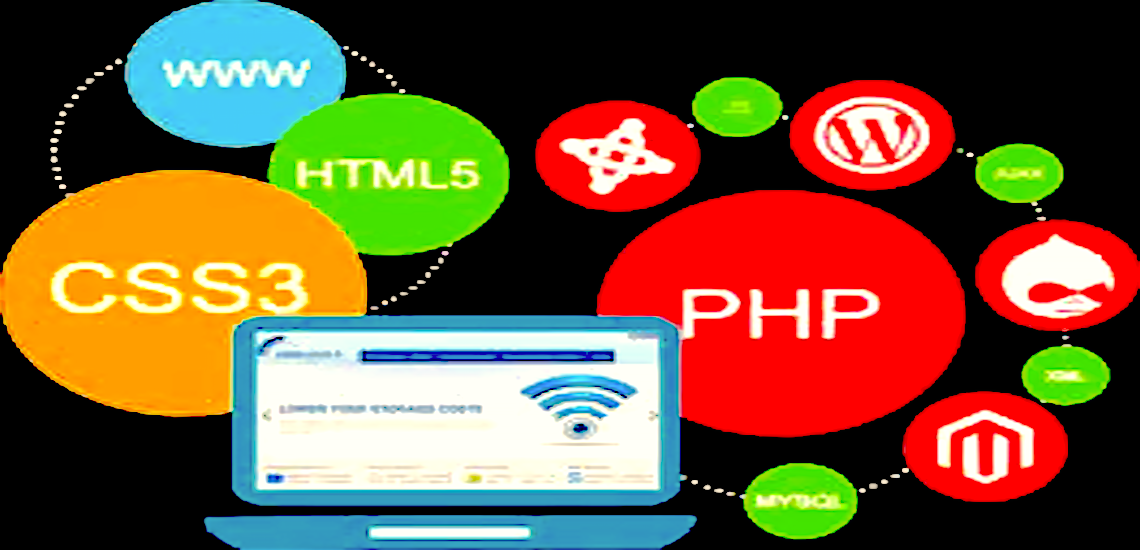 WWW
HTML5
CSS3
PHP
AJAX
XML
MYSQL
LOWER YOUR STORAGE COSTS